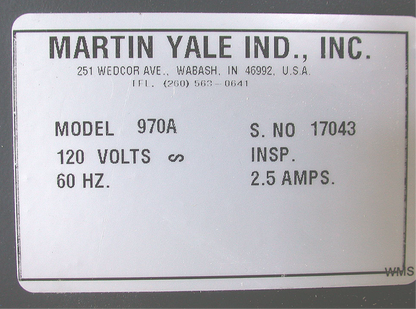 MARTIN YALE IND., INC.
251 WEDCOR AVE., WABASH, IN 46992, U.S.A.
TEL. (260) 563-0641
MODEL 970A S. NO 17043
120 VOLTS ∾ INSP.
60 HZ. 2.5 AMPS.
WMS